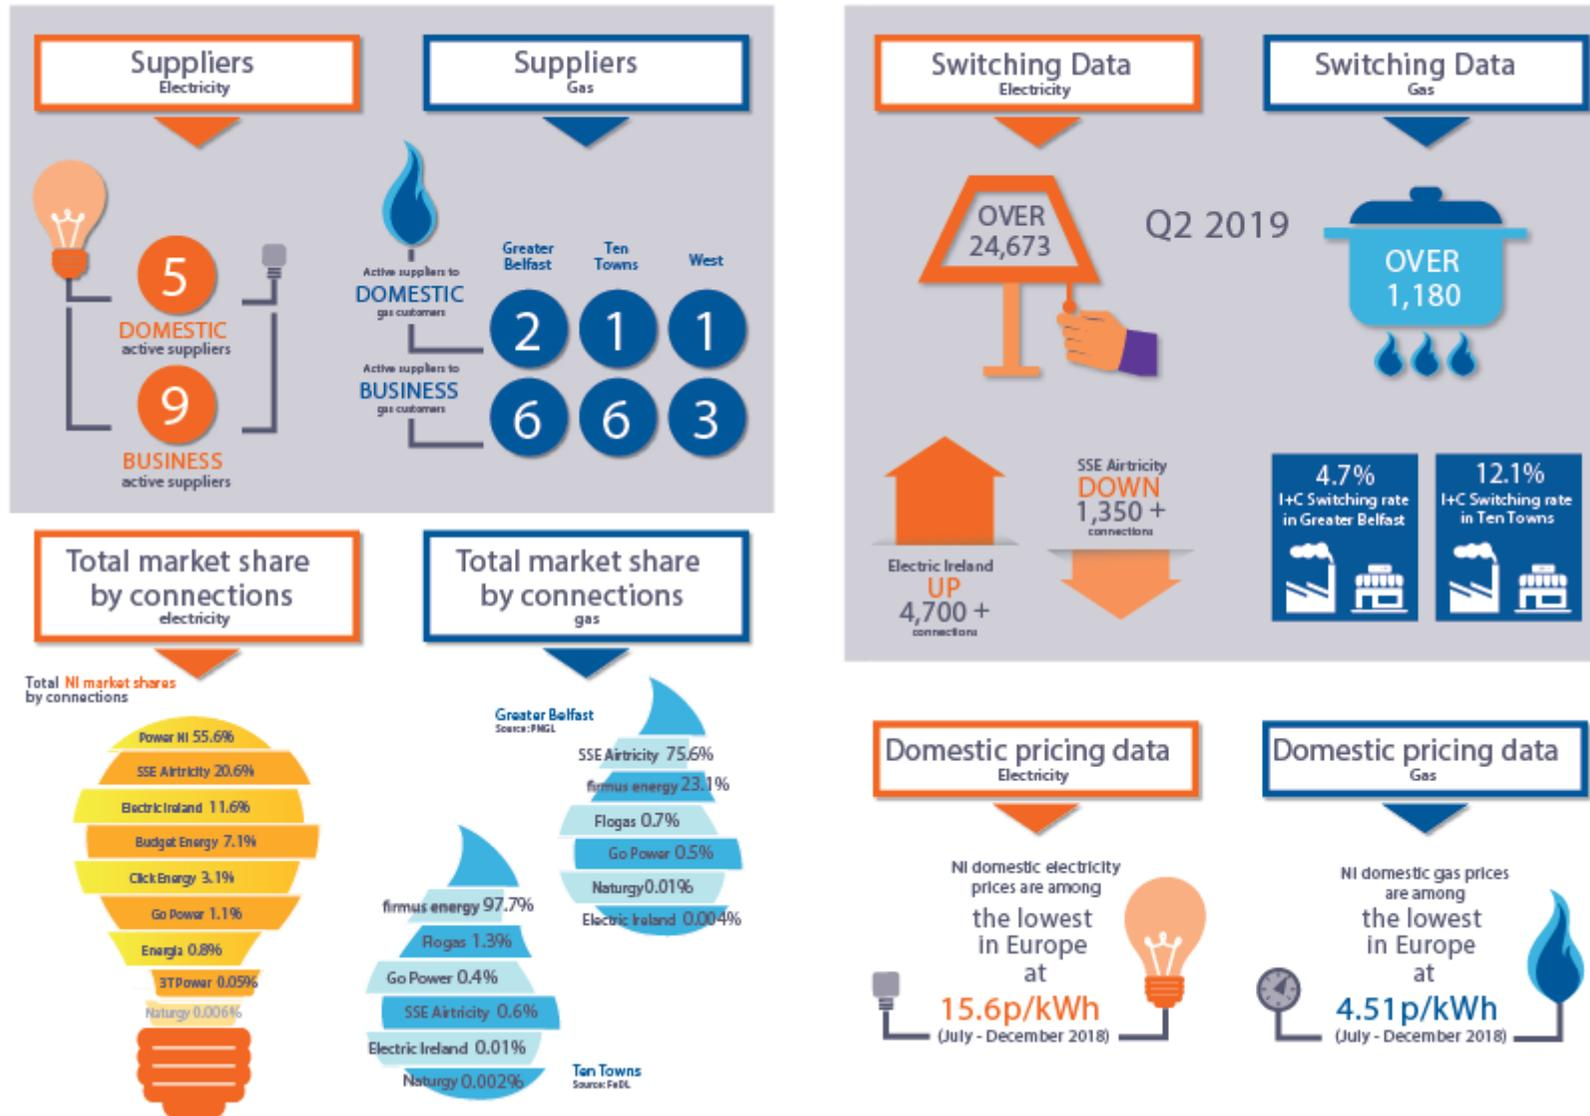 Suppliers
Electricity
5
DOMESTIC
active suppliers
9
BUSINESS
active suppliers
Suppliers
Gas
Greater
Belfast
Ten
Towns
West
Active suppliers to
DOMESTIC
gas customers
2 1 1
Active suppliers to
BUSINESS
gas customers
6 6 3
Total market share
by connections
electricity
Total NI market shares
by connections
Power NI 55.6%
SSE Airtricity 20.6%
Electric Ireland 11.6%
Budget Energy 7.1%
Click Energy 3.1%
Go Power 1.1%
Energia 0.8%
3T Power 0.05%
Naturgy 0.006%
Total market share
by connections
gas
Greater Belfast
Source: PNGL
SSE Airtricity 75.6%
firmus energy 23.1%
Flogas 0.7%
Go Power 0.5%
Naturgy 0.01%
Electric Ireland 0.004%
firmus energy 97.7%
Flogas 1.3%
Go Power 0.4%
SSE Airtricity 0.6%
Electric Ireland 0.01%
Naturgy 0.002%
Ten Towns
Source: FeDL
Switching Data
Electricity
Switching Data
Gas
OVER
24,673
Q2 2019
OVER
1,180
Electric Ireland
UP
4,700 +
connections
SSE Airtricity
DOWN
1,350 +
connections
4.7%
I+C Switching rate
in Greater Belfast
12.1%
I+C Switching rate
in Ten Towns
Domestic pricing data
Electricity
NI domestic electricity
prices are among
the lowest
in Europe
at
15.6p/kWh
(July - December 2018)
Domestic pricing data
Gas
NI domestic gas prices
are among
the lowest
in Europe
at
4.51p/kWh
(July - December 2018)